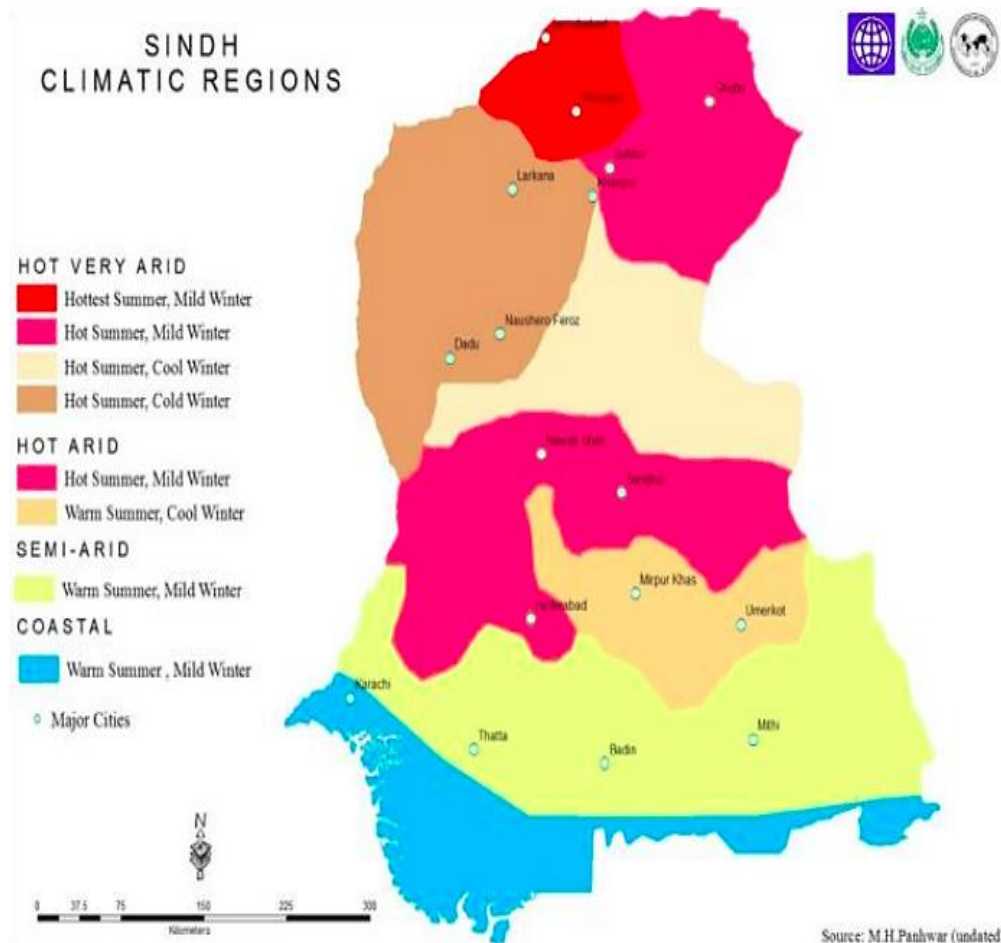 SINDH
CLIMATIC REGIONS
HOT VERY ARID
Hottest Summer, Mild Winter
Hot Summer, Mild Winter
Hot Summer, Cool Winter
Hot Summer, Cold Winter
HOT ARID
Hot Summer, Mild Winter
Warm Summer, Cool Winter
SEMI-ARID
Warm Summer, Mild Winter
COASTAL
Warm Summer , Mild Winter
Major Cities
Larkana
Naushero Feroz
Dadu
Mirpur Khas
Umerkot
Karachi
Thatta
Badin
Mithi
N
0 37.5 75 150 225 300
Kilometers
Source: M.H.Panhwar (undated